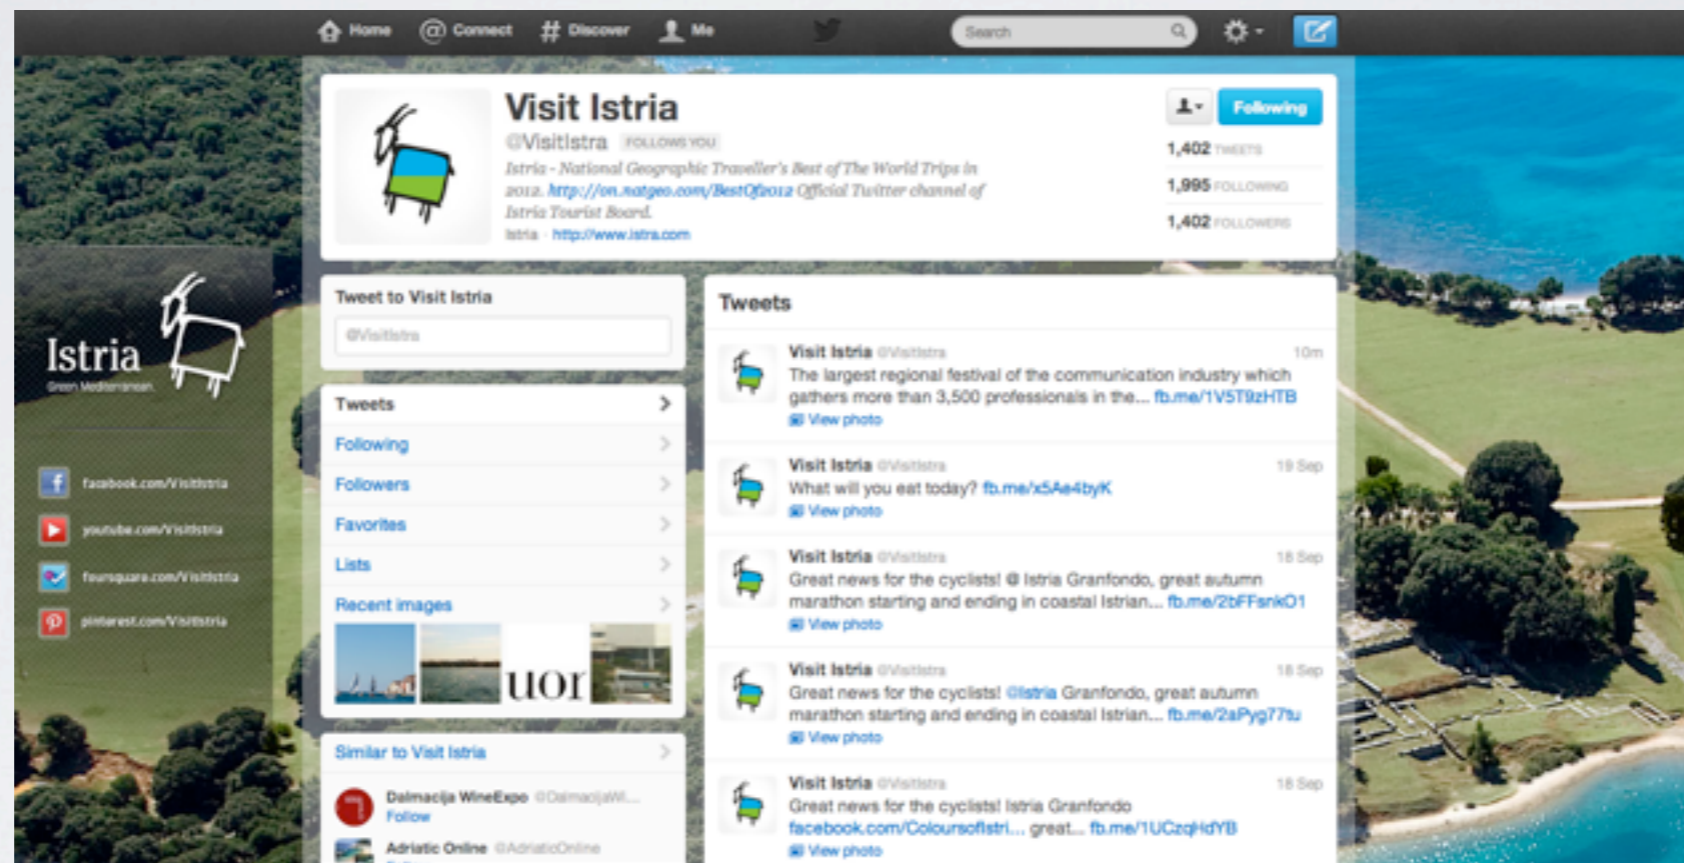 Home
Connect
Discover
Me
Search
Visit Istria
@VisitIstra FOLLOWS YOU
Istria - National Geographic Traveller's Best of The World Trips in
2012. http://on.natgeo.com/BestOf2012 Official Twitter channel of
Istria Tourist Board.
Istria · http://www.istra.com
Following
1,402 TWEETS
1,995 FOLLOWING
1,402 FOLLOWERS
Istria
Green Mediterranean.
facebook.com/VisitIstria
youtube.com/VisitIstria
foursquare.com/VisitIstria
pinterest.com/VisitIstria
Tweet to Visit Istria
@VisitIstra
Tweets
Following
Followers
Favorites
Lists
Recent images
uor
Similar to Visit Istria
Dalmacija WineExpo @DalmacijaWi...
Follow
Adriatic Online @AdriaticOnline
Tweets
Visit Istria @VisitIstra 10m
The largest regional festival of the communication industry which
gathers more than 3,500 professionals in the... fb.me/1V5T9zHTB
View photo
Visit Istria @VisitIstra 19 Sep
What will you eat today? fb.me/x5Ae4byK
View photo
Visit Istria @VisitIstra 18 Sep
Great news for the cyclists! @ Istria Granfondo, great autumn
marathon starting and ending in coastal Istrian... fb.me/2bFFsnkO1
View photo
Visit Istria @VisitIstra 18 Sep
Great news for the cyclists! @Istria Granfondo, great autumn
marathon starting and ending in coastal Istrian... fb.me/2aPyg77tu
View photo
Visit Istria @VisitIstra 18 Sep
Great news for the cyclists! Istria Granfondo
facebook.com/ColoursofIstri... great... fb.me/1UCzqHdYB
View photo